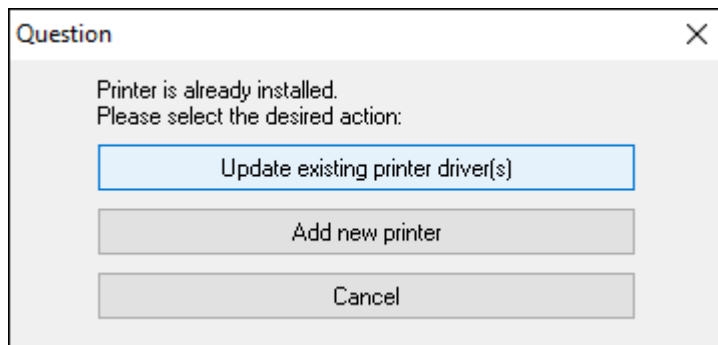 Question
Printer is already installed.
Please select the desired action:
Update existing printer driver(s)
Add new printer
Cancel